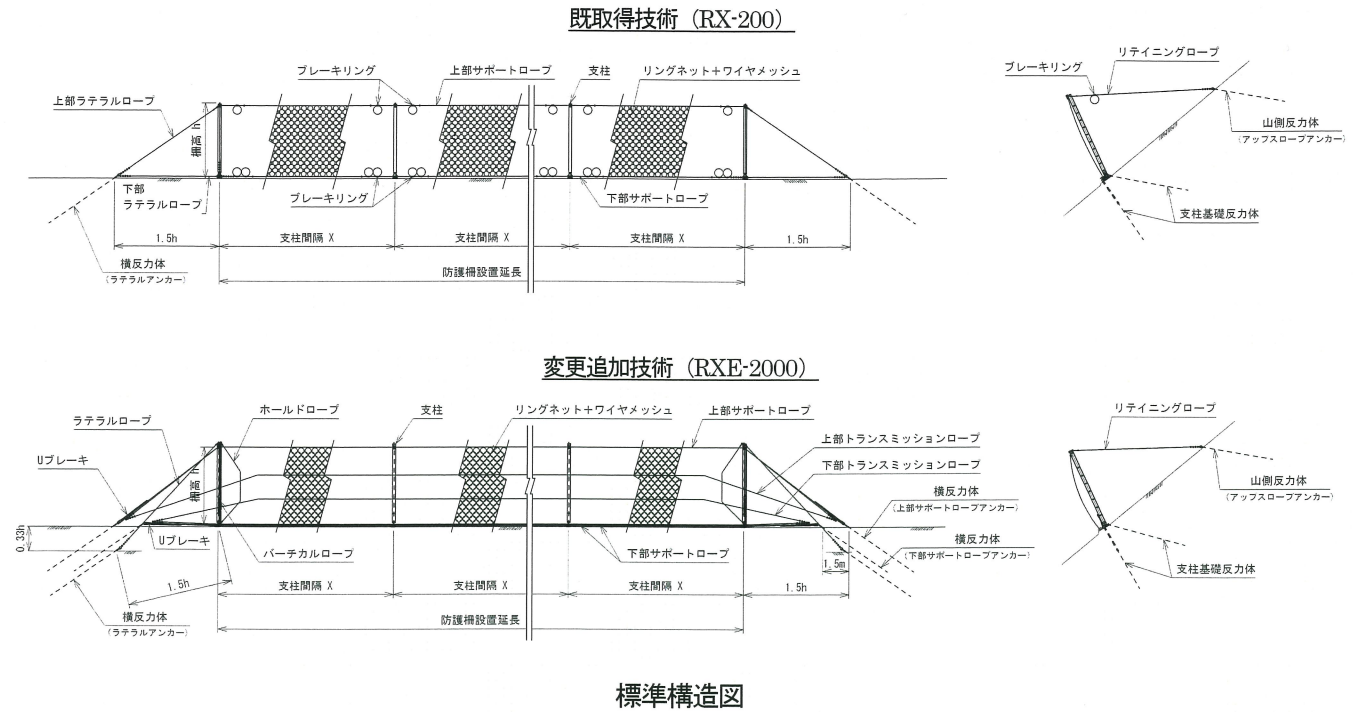 既取得技術（RX-200）
ブレーキリング
上部サポートロープ
支柱
リングネット＋ワイヤメッシュ
上部ラテラルロープ
柵高 h
下部
ラテラルロープ
ブレーキリング
下部サポートロープ
1.5h
支柱間隔 X
支柱間隔 X
支柱間隔 X
1.5h
横反力体
(ラテラルアンカー)
防護柵設置延長
リテイニングロープ
ブレーキリング
山側反力体
(アップスロープアンカー)
支柱基礎反力体
変更追加技術（RXE-2000）
ホールドロープ
支柱
リングネット＋ワイヤメッシュ
上部サポートロープ
ラテラルロープ
Uブレーキ
柵高 h
上部トランスミッションロープ
下部トランスミッションロープ
横反力体
(上部サポートロープアンカー)
横反力体
(下部サポートロープアンカー)
0.33h
Uブレーキ
バーチカルロープ
下部サポートロープ
1.5m
1.5h
支柱間隔 X
支柱間隔 X
支柱間隔 X
1.5h
横反力体
(ラテラルアンカー)
防護柵設置延長
リテイニングロープ
山側反力体
(アップスロープアンカー)
支柱基礎反力体
標準構造図